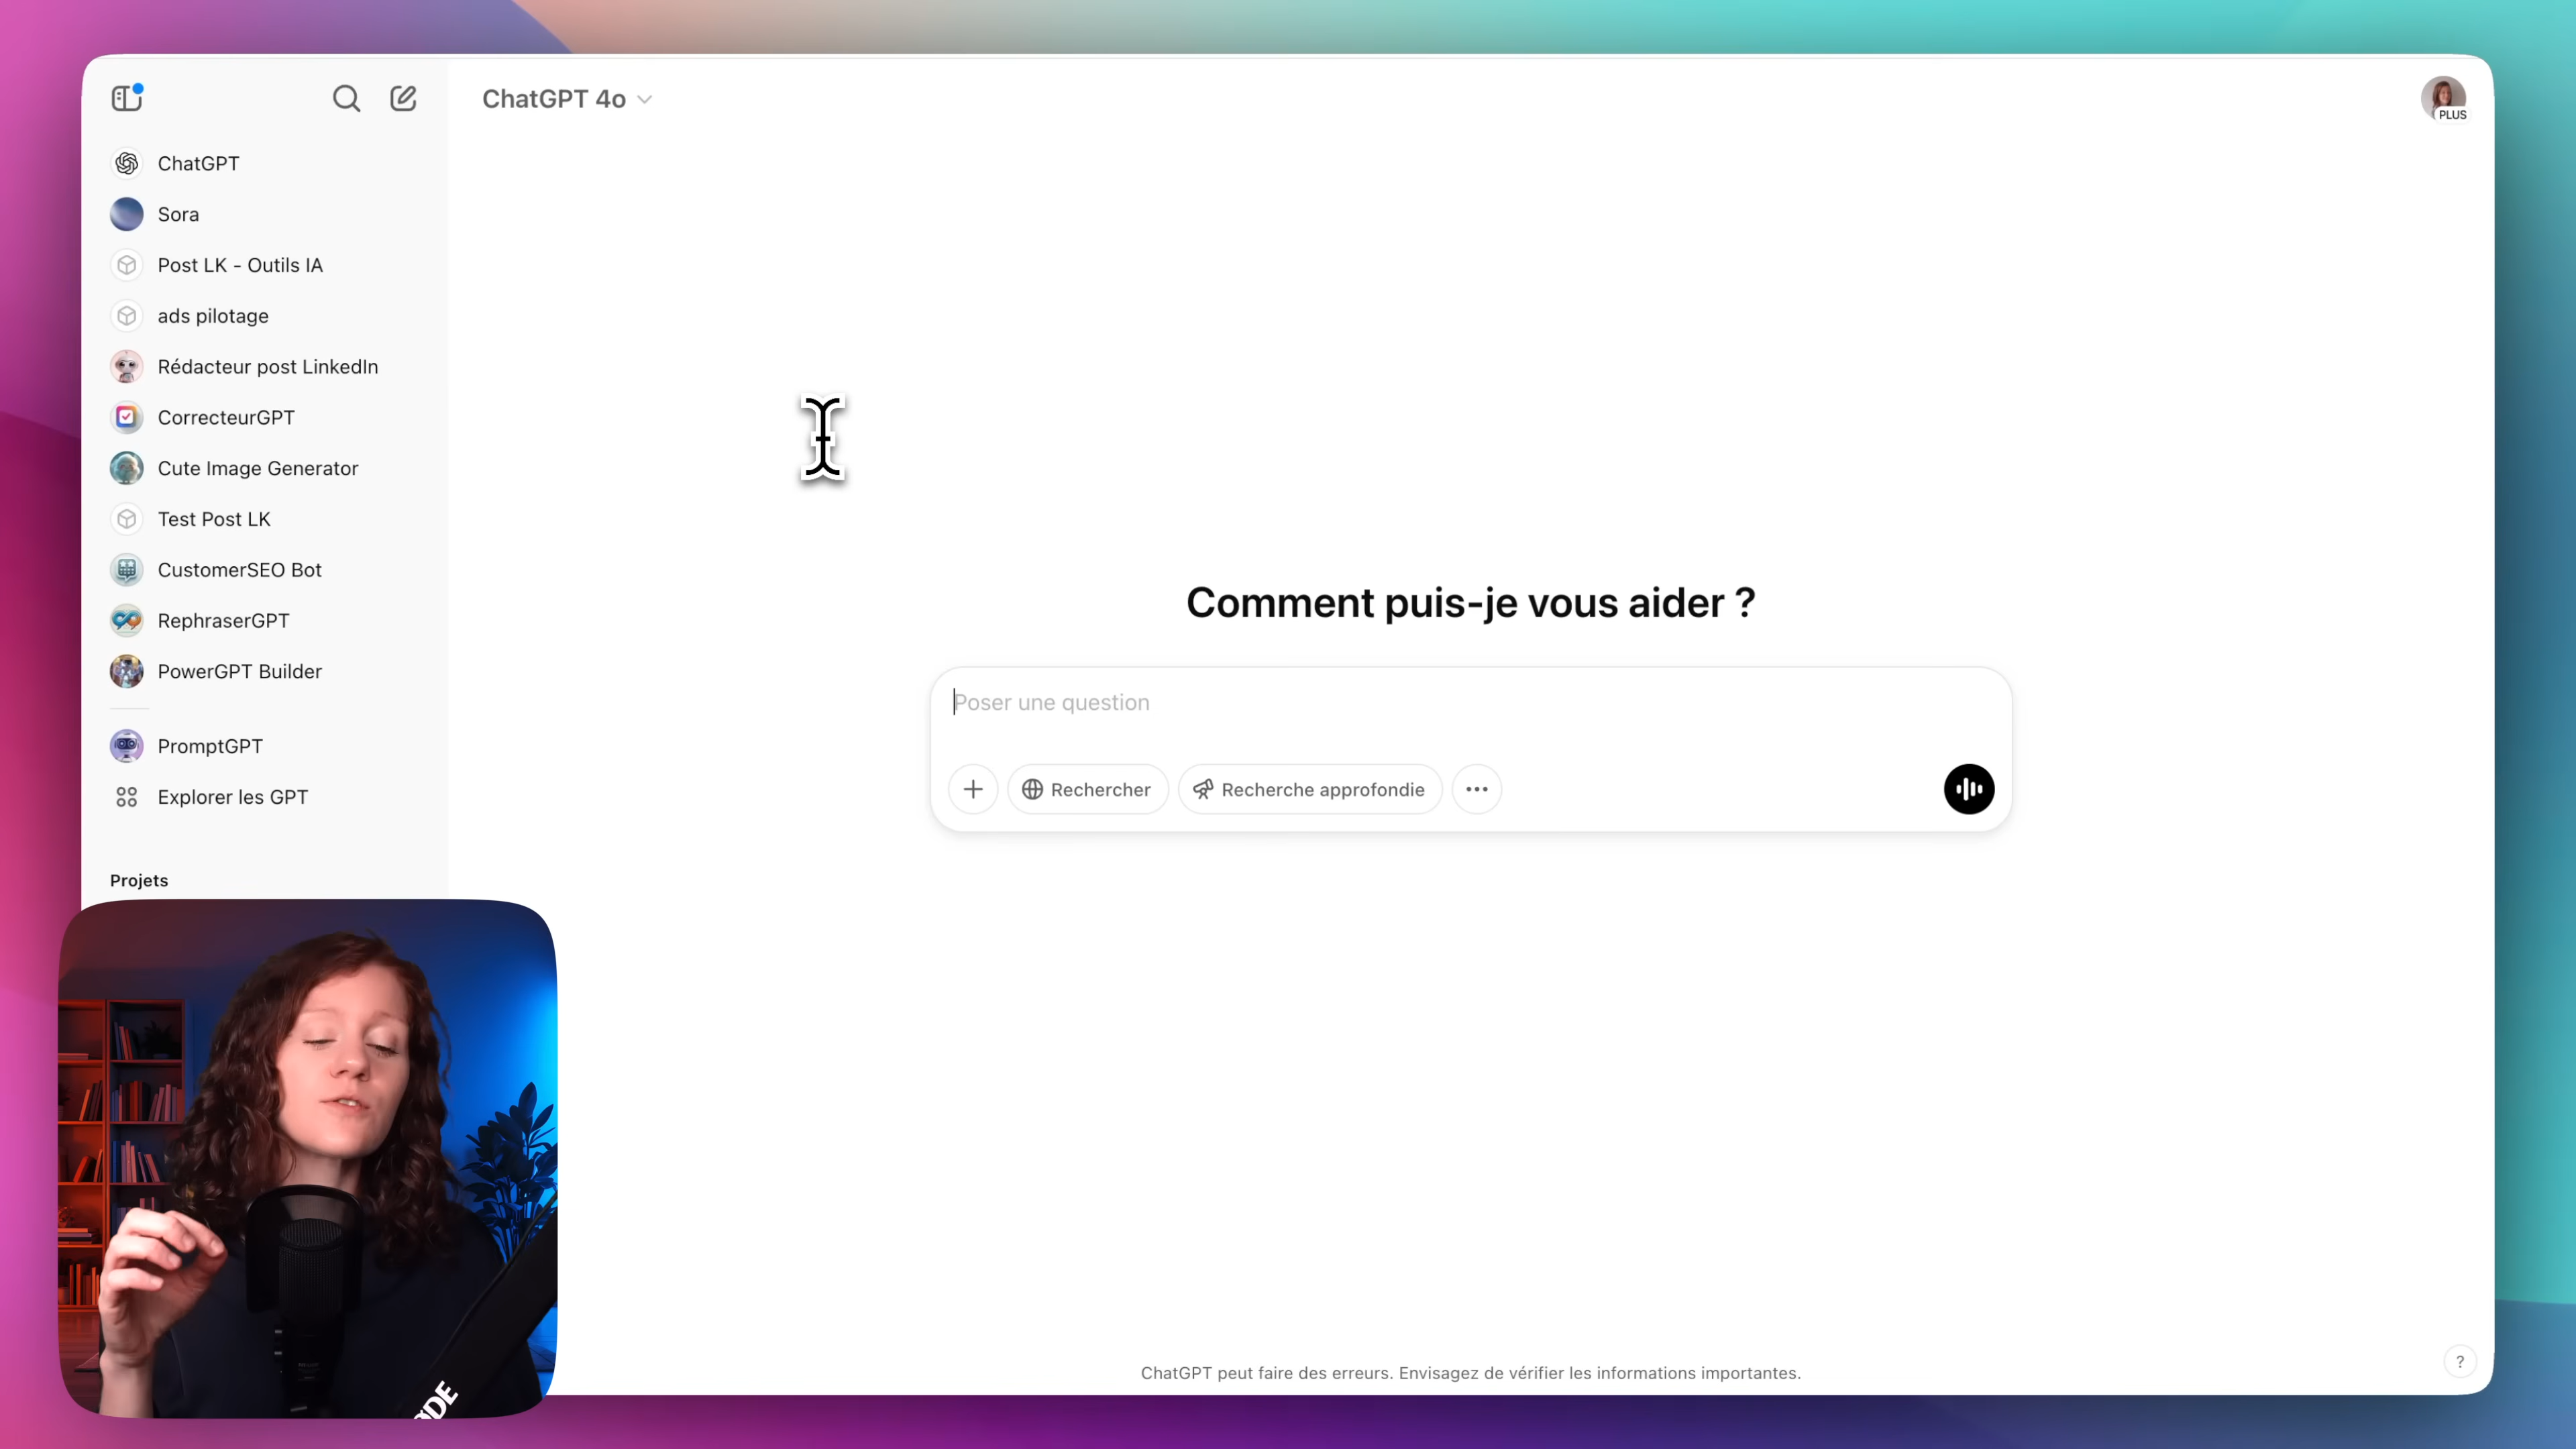 ChatGPT 4o
PLUS
ChatGPT
Sora
Post LK - Outils IA
ads pilotage
Rédacteur post LinkedIn
CorrecteurGPT
Cute Image Generator
Test Post LK
CustomerSEO Bot
RephraserGPT
PowerGPT Builder
PromptGPT
Explorer les GPT
Projets
Comment puis-je vous aider ?
Poser une question
Rechercher
Recherche approfondie
ChatGPT peut faire des erreurs. Envisagez de vérifier les informations importantes.
?